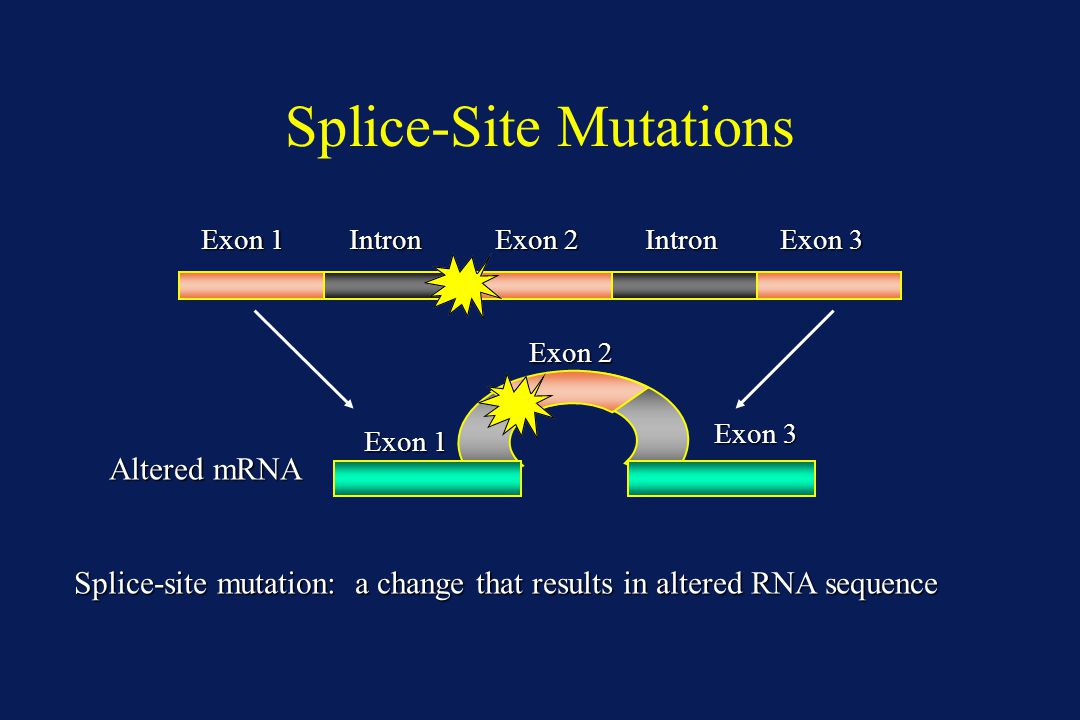 Splice-Site Mutations
Exon 1 Intron Exon 2 Intron Exon 3
Exon 2
Exon 1
Exon 3
Altered mRNA
Splice-site mutation: a change that results in altered RNA sequence